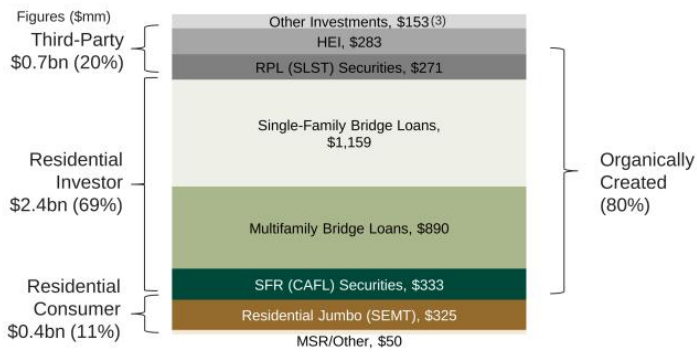 Figures ($mm)
Third-Party
$0.7bn (20%)
Residential
Investor
$2.4bn (69%)
Residential
Consumer
$0.4bn (11%)
Other Investments, $153(3)
HEI, $283
RPL (SLST) Securities, $271
Single-Family Bridge Loans,
$1,159
Multifamily Bridge Loans, $890
SFR (CAFL) Securities, $333
Residential Jumbo (SEMT), $325
MSR/Other, $50
Organically
Created
(80%)